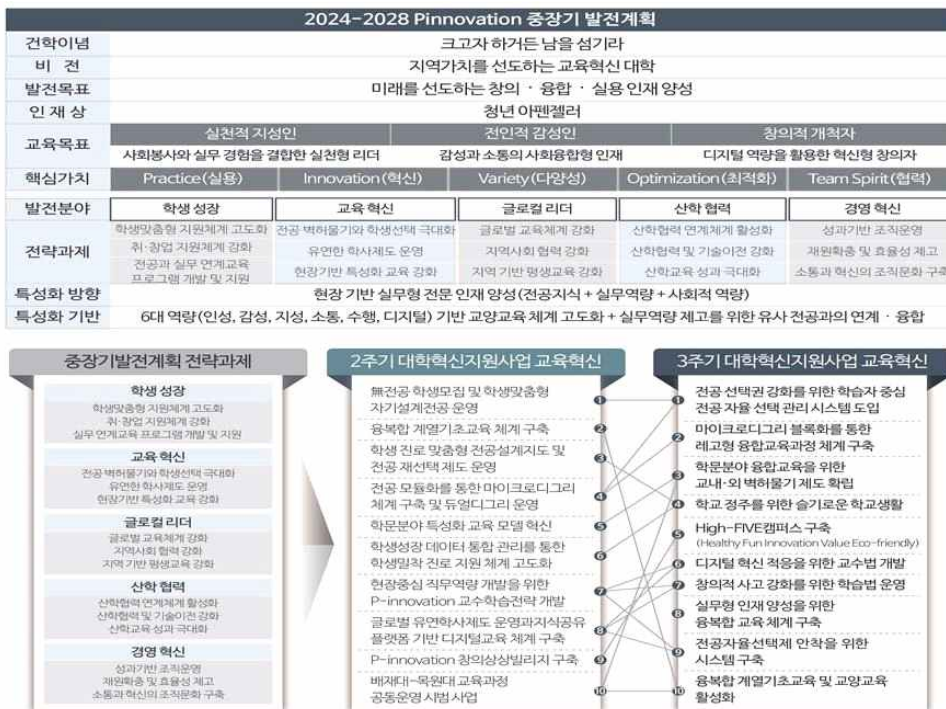 2024-2028 Pinnovation 중장기 발전계획
건학이념 크고자 하거든 남을 섬기라
비 전 지역가치를 선도하는 교육혁신 대학
발전목표 미래를 선도하는 창의 · 융합 · 실용 인재 양성
인 재 상 청년 아펜젤러
교육목표 실천적 지성인 전인적 감성인 창의적 개척자
사회봉사와 실무 경험을 결합한 실천형 리더 감성과 소통의 사회융합형 인재 디지털 역량을 활용한 혁신형 창의자
핵심가치 Practice(실용) Innovation(혁신) Variety(다양성) Optimization(최적화) Team Spirit(협력)
발전분야 학생 성장 교육 혁신 글로컬 리더 산학 협력 경영 혁신
전략과제 학생맞춤형 지원체계 고도화 전공·벽허물기와 학생선택 극대화 글로컬 교육체계 강화 산학협력 연계체계 활성화 성과기반 조직운영
취·창업 지원체계 강화 유연한 학사제도 운영 지역사회 협력 강화 산학협력 및 기술이전 강화 재원확충 및 효율성 제고
전공과 실무 연계교육 프로그램 개발 및 지원 현장기반 특성화 교육 강화 지역 기반 평생교육 강화 산학교육 성과 극대화 소통과 혁신의 조직문화 구축
특성화 방향 현장 기반 실무형 전문 인재 양성(전공지식 + 실무역량 + 사회적 역량)
특성화 기반 6대 역량(인성, 감성, 지성, 소통, 수행, 디지털) 기반 교양교육 체계 고도화 + 실무역량 제고를 위한 유사 전공과의 연계 · 융합
중장기발전계획 전략과제
학생 성장
학생맞춤형 지원체계 고도화
취·창업 지원체계 강화
실무 연계교육 프로그램 개발 및 지원
교육 혁신
전공 벽허물기와 학생선택 극대화
유연한 학사제도 운영
현장기반 특성화 교육 강화
글로컬 리더
글로컬 교육체계 강화
지역사회 협력 강화
지역 기반 평생교육 강화
산학 협력
산학협력 연계체계 활성화
산학협력 및 기술이전 강화
산학교육 성과 극대화
경영 혁신
성과기반 조직운영
재원확충 및 효율성 제고
소통과 혁신의 조직문화 구축
2주기 대학혁신지원사업 교육혁신
無전공 학생모집 및 학생맞춤형
자기설계전공 운영
1
융복합 계열기초교육 체계 구축
2
학생 진로 맞춤형 전공설계지도 및
전공 재선택 제도 운영
3
전공 모듈화를 통한 마이크로디그리
체계 구축 및 듀얼디그리 운영
4
학문분야 특성화 교육 모델 혁신
5
학생성장 데이터 통합 관리를 통한
학생밀착 진로 지원 체계 고도화
6
현장중심 직무역량 개발을 위한
P-innovation 교수학습전략 개발
7
글로컬 유연학사제도 운영과지식공유
플랫폼 기반 디지털교육 체계 구축
8
P-innovation 창의상상빌리지 구축
9
배재대-목원대 교육과정
공동운영 시범 사업
10
3주기 대학혁신지원사업 교육혁신
1
전공·선택권 강화를 위한 학습자 중심
전공 자율 선택 관리 시스템 도입
2
마이크로디그리 블록화를 통한
레고형 융합교육과정 체계 구축
3
학문분야 융합교육을 위한
교내·외 벽허물기 제도 확립
4
학교 정주를 위한 슬기로운 학교생활
5
High-FIVE캠퍼스 구축
(Healthy Fun Innovation Value Eco-friendly)
6
디지털 혁신 적응을 위한 교수법 개발
7
창의적 사고 강화를 위한 학습법 운영
8
실무형 인재 양성을 위한
융복합 교육 체계 구축
9
전공자율선택제 안착을 위한
시스템 구축
10
융복합 계열기초교육 및 교양교육
활성화